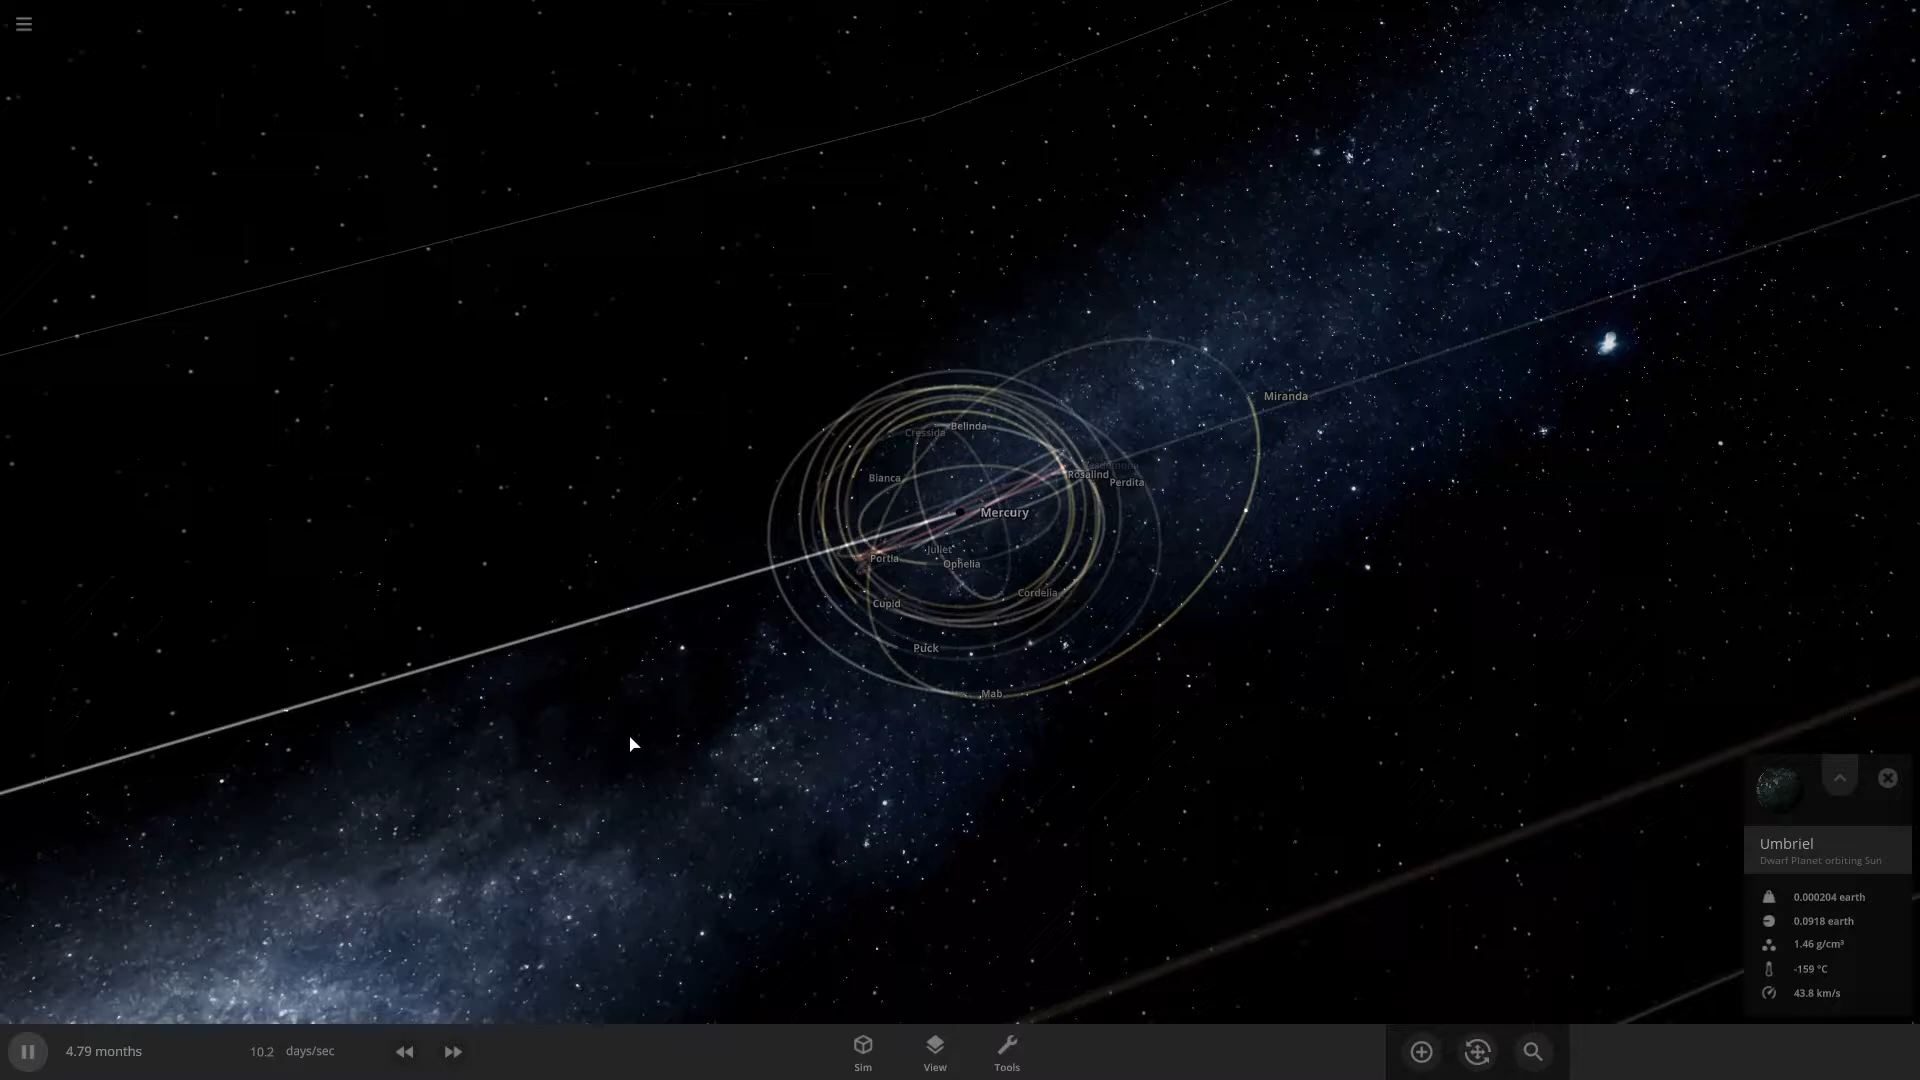 Miranda
Belinda
Cressida
Bianca
Rosalind
Perdita
Mercury
Juliet
Portia
Ophelia
Cordelia
Cupid
Puck
Mab
Umbriel
Dwarf Planet orbiting Sun
0.000204 earth
0.0918 earth
1.46 g/cm³
-159 °C
43.8 km/s
4.79 months
10.2 days/sec
Sim
View
Tools